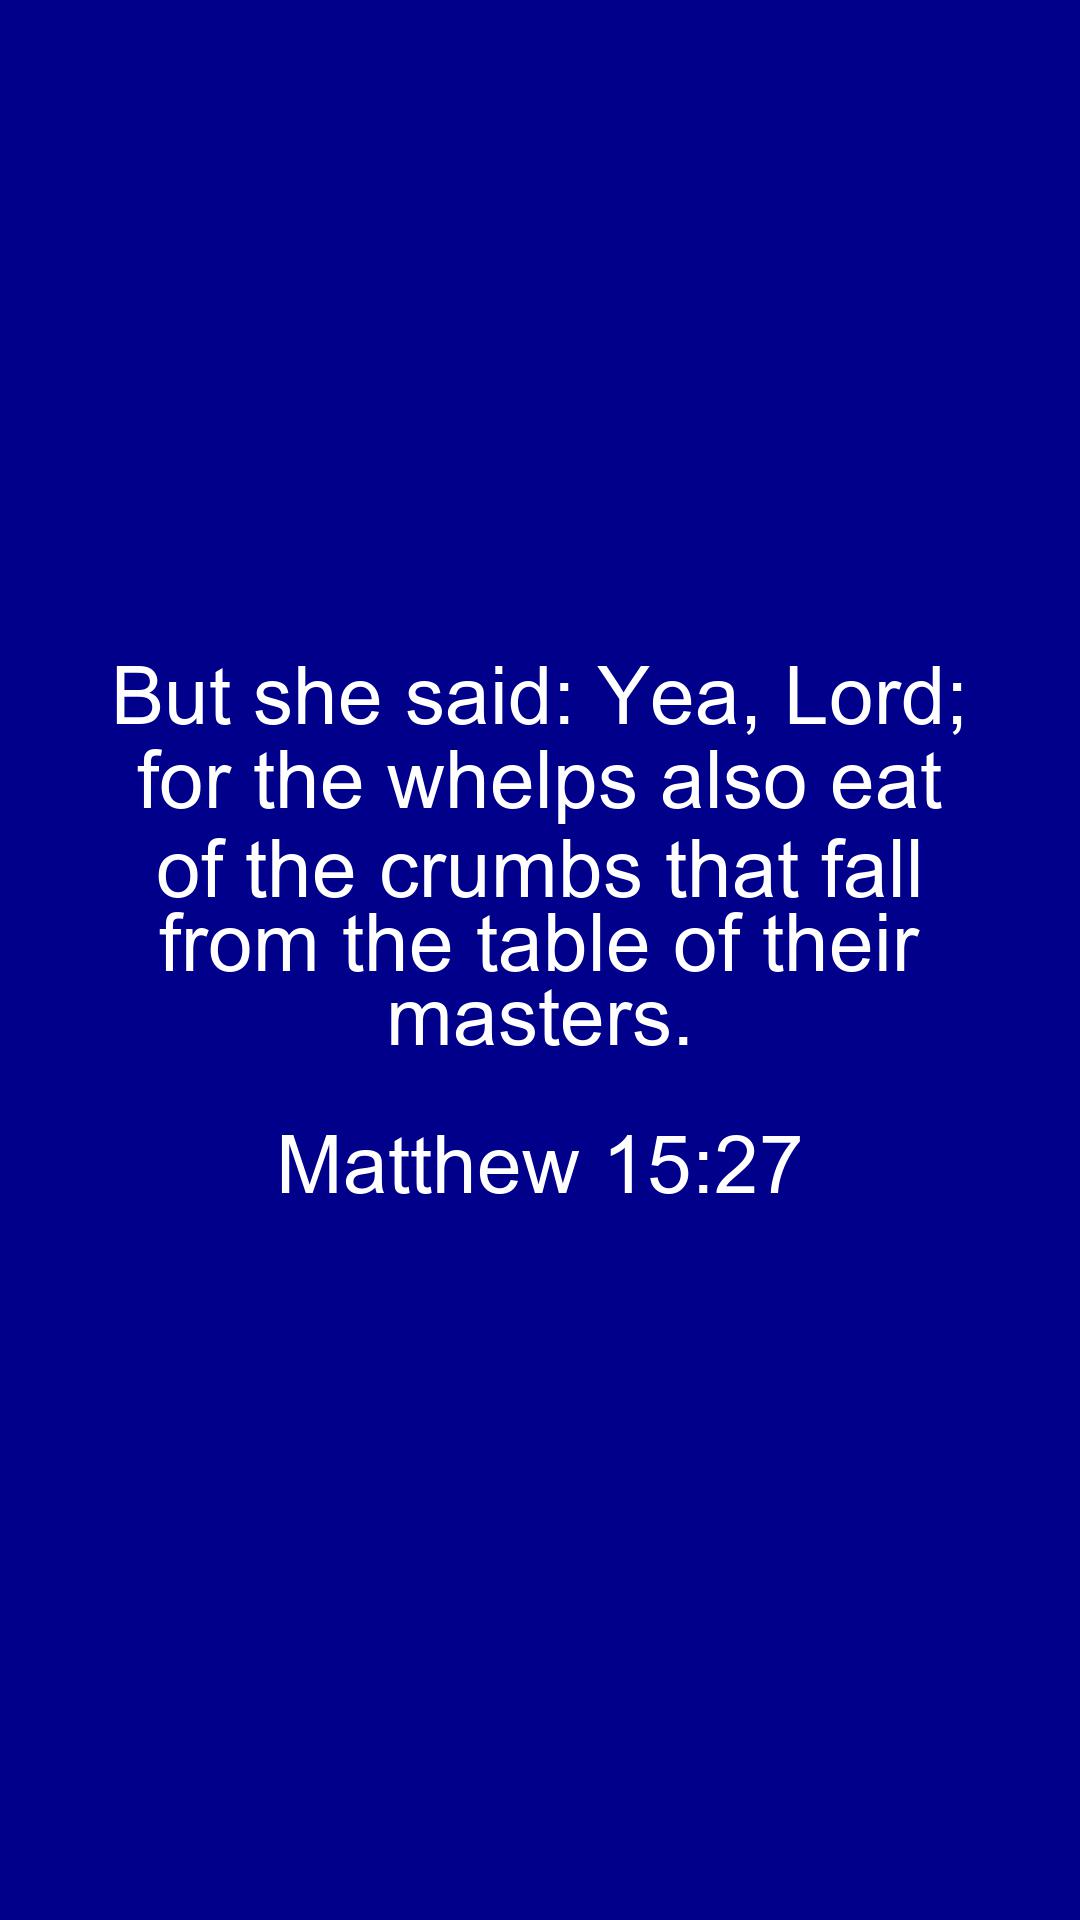 But she said: Yea, Lord;
for the whelps also eat
of the crumbs that fall
from the table of their
masters.
Matthew 15:27